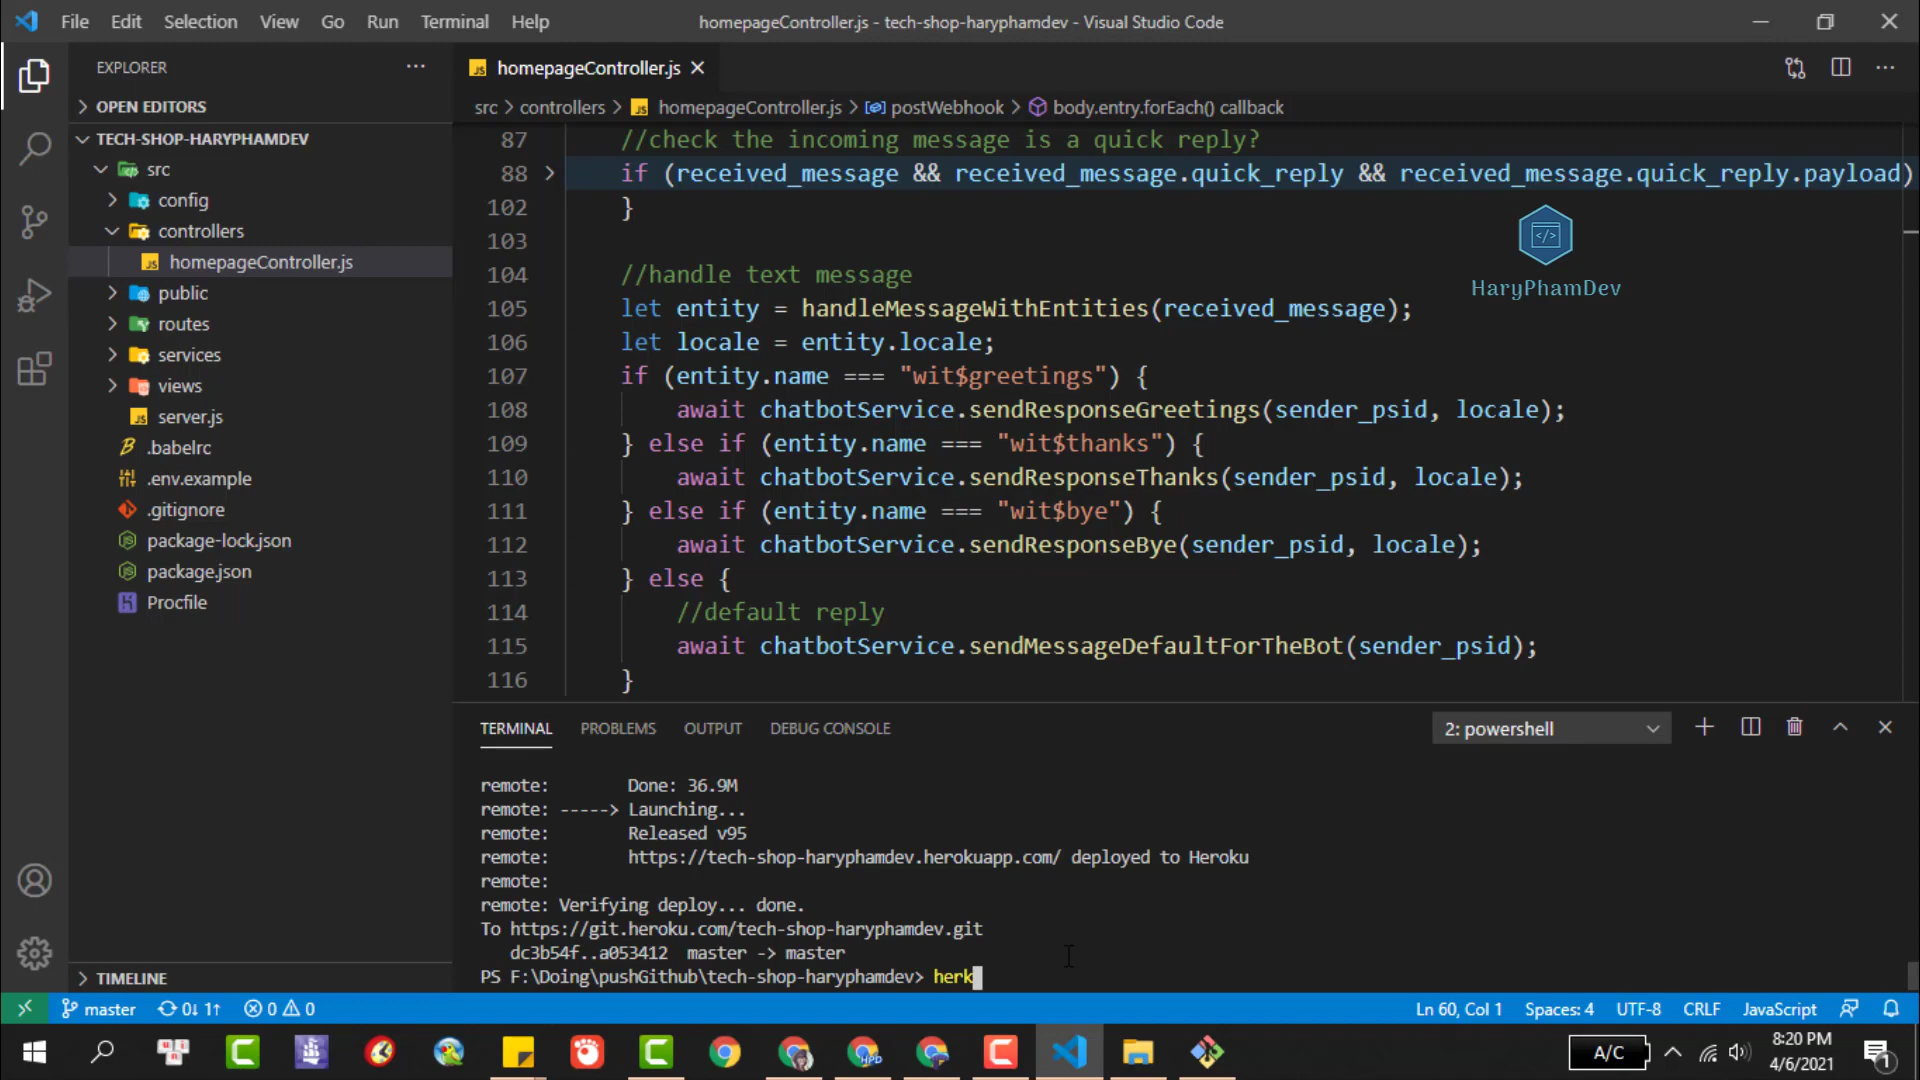 File Edit Selection View Go Run Terminal Help
homepageController.js - tech-shop-haryphamdev - Visual Studio Code
EXPLORER
OPEN EDITORS
TECH-SHOP-HARYPHAMDEV
src
config
controllers
homepageController.js
public
routes
services
views
server.js
.babelrc
.env.example
.gitignore
package-lock.json
package.json
Procfile
TIMELINE
homepageController.js
src > controllers > homepageController.js > postWebhook > body.entry.forEach() callback
87 //check the incoming message is a quick reply?
88 if (received_message && received_message.quick_reply && received_message.quick_reply.payload)
102 }
103
104 //handle text message
105 let entity = handleMessageWithEntities(received_message);
106 let locale = entity.locale;
107 if (entity.name === "wit$greetings") {
108 await chatbotService.sendResponseGreetings(sender_psid, locale);
109 } else if (entity.name === "wit$thanks") {
110 await chatbotService.sendResponseThanks(sender_psid, locale);
111 } else if (entity.name === "wit$bye") {
112 await chatbotService.sendResponseBye(sender_psid, locale);
113 } else {
114 //default reply
115 await chatbotService.sendMessageDefaultForTheBot(sender_psid);
116 }
</>
HaryPhamDev
TERMINAL PROBLEMS OUTPUT DEBUG CONSOLE
2: powershell
remote: Done: 36.9M
remote: -----> Launching...
remote: Released v95
remote: https://tech-shop-haryphamdev.herokuapp.com/ deployed to Heroku
remote:
remote: Verifying deploy... done.
To https://git.heroku.com/tech-shop-haryphamdev.git
dc3b54f..a053412 master -> master
PS F:\Doing\pushGithub\tech-shop-haryphamdev> herk
master 0↓ 1↑ 0 0
Ln 60, Col 1 Spaces: 4 UTF-8 CRLF JavaScript
A/C
8:20 PM
4/6/2021
1